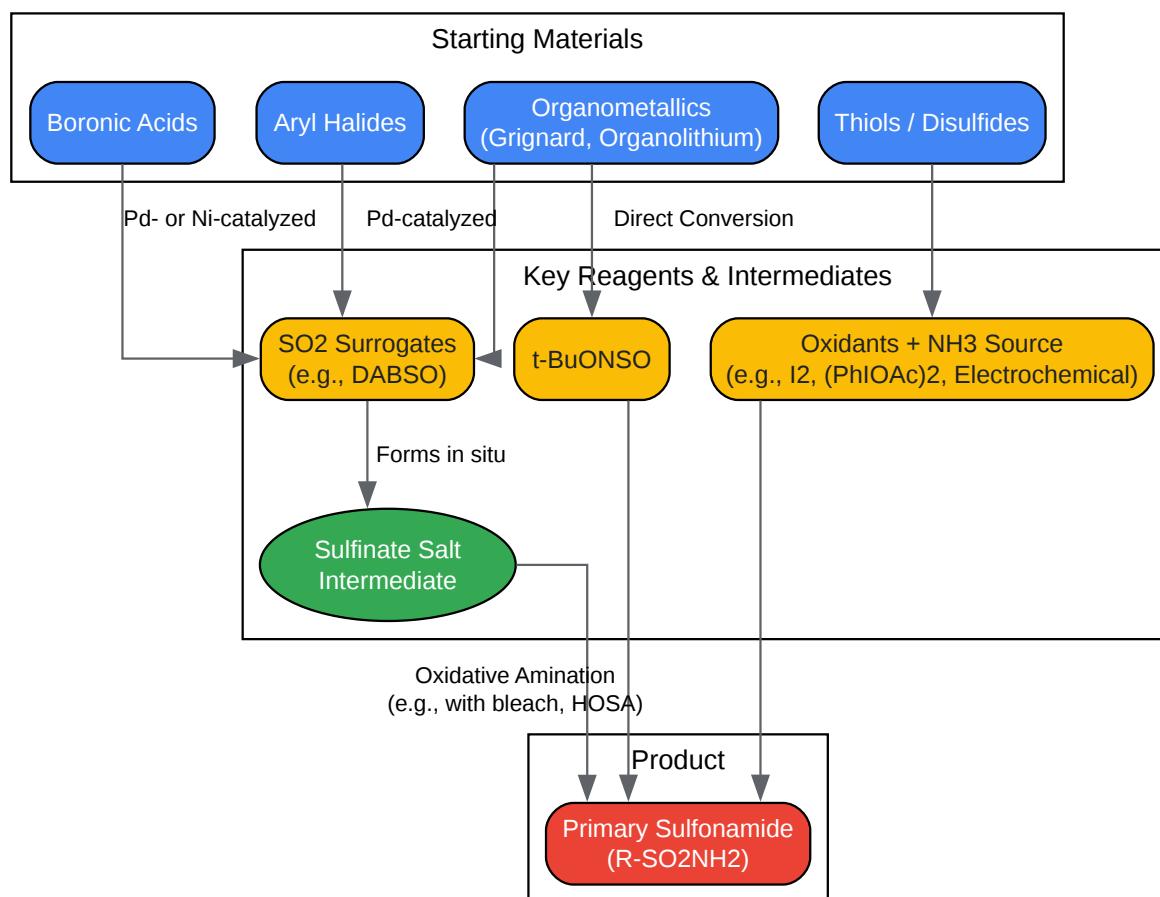 Starting Materials
Boronic Acids
Aryl Halides
Organometallics
(Grignard, Organolithium)
Thiols / Disulfides
Pd- or Ni-catalyzed
Pd-catalyzed
Direct Conversion
Key Reagents & Intermediates
SO2 Surrogates
(e.g., DABSO)
t-BuONSO
Oxidants + NH3 Source
(e.g., I2, (PhIOAc)2, Electrochemical)
Forms in situ
Sulfinate Salt
Intermediate
Oxidative Amination
(e.g., with bleach, HOSA)
Product
Primary Sulfonamide
(R-SO2NH2)